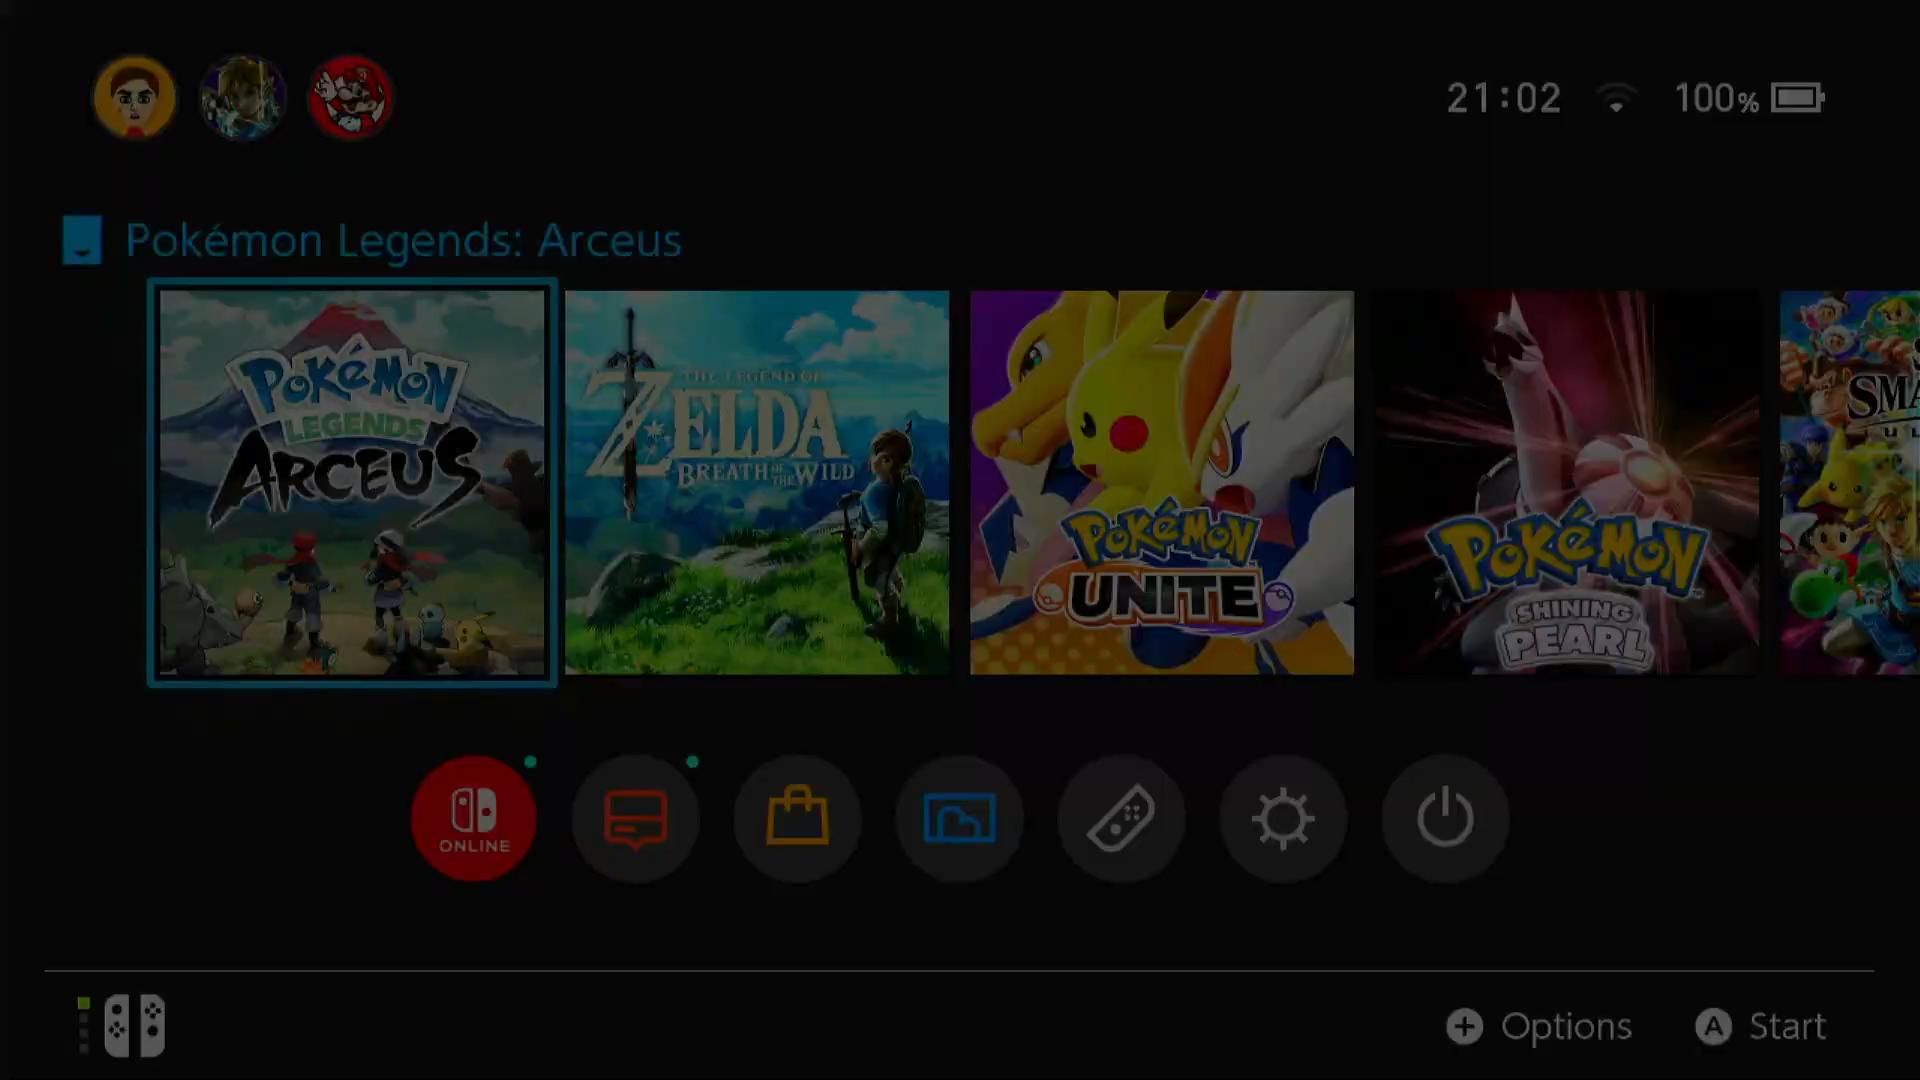 21:02 100%
Pokémon Legends: Arceus
POKÉMON
LEGENDS
ARCEUS
THE LEGEND OF
ZELDA
BREATH OF THE WILD
POKÉMON
UNITE
POKÉMON
SHINING
PEARL
ONLINE
Options
A Start